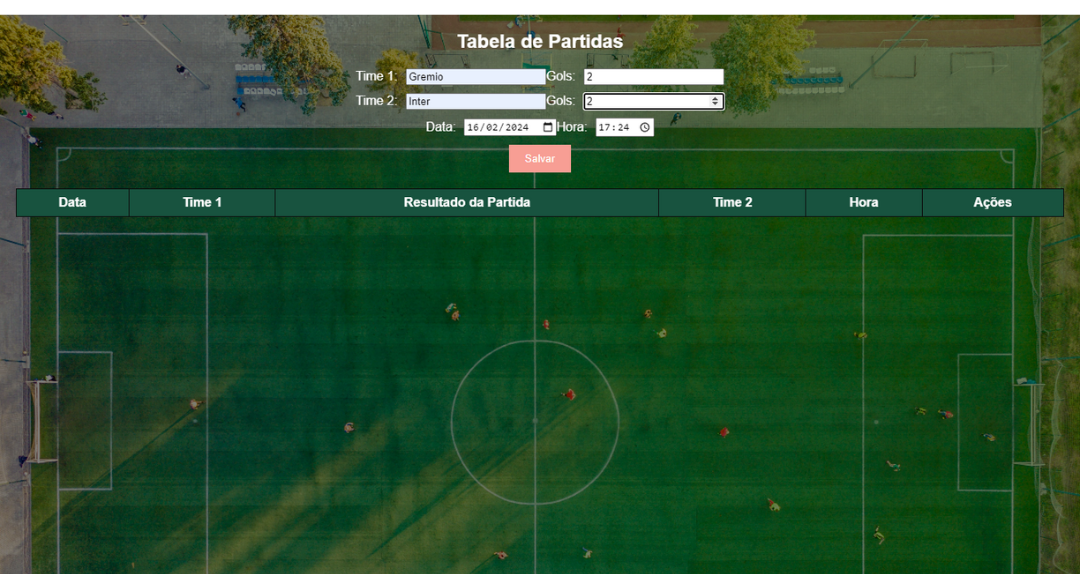 Tabela de Partidas
Time 1: Gremio Gols: 2
Time 2: Inter Gols: 2
Data: 16/02/2024 Hora: 17:24
Salvar
Data Time 1 Resultado da Partida Time 2 Hora Ações